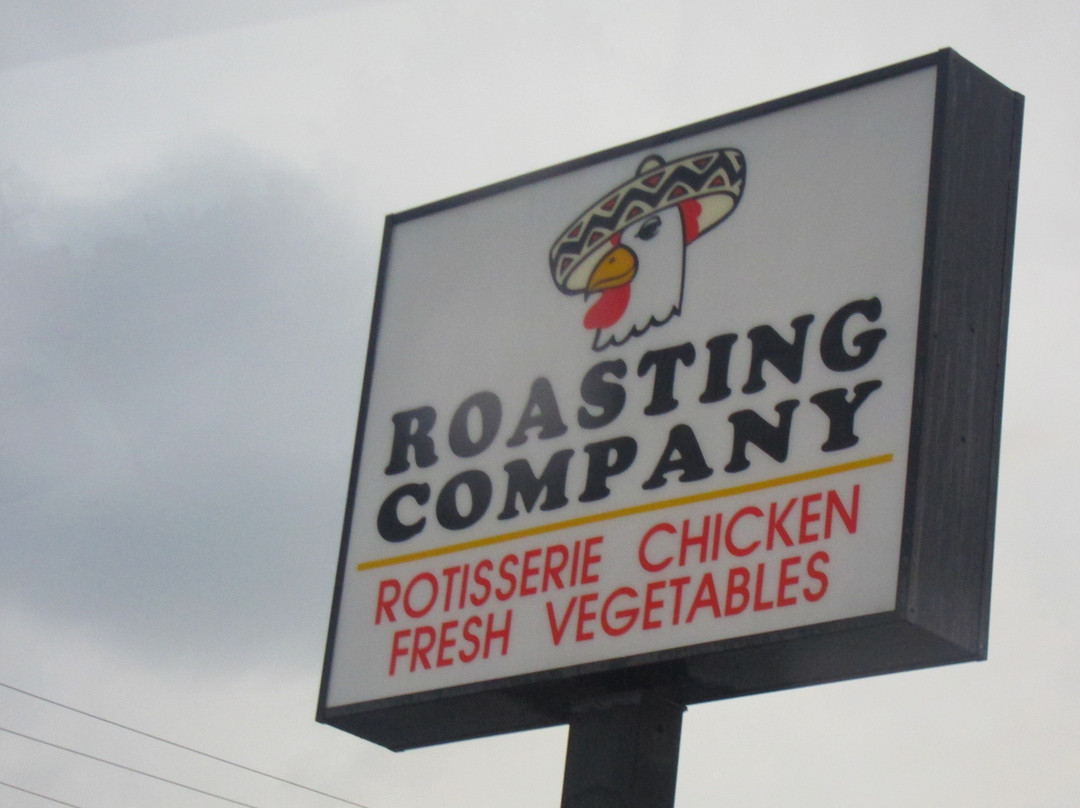 ROASTING
COMPANY
ROTISSERIE CHICKEN
FRESH VEGETABLES